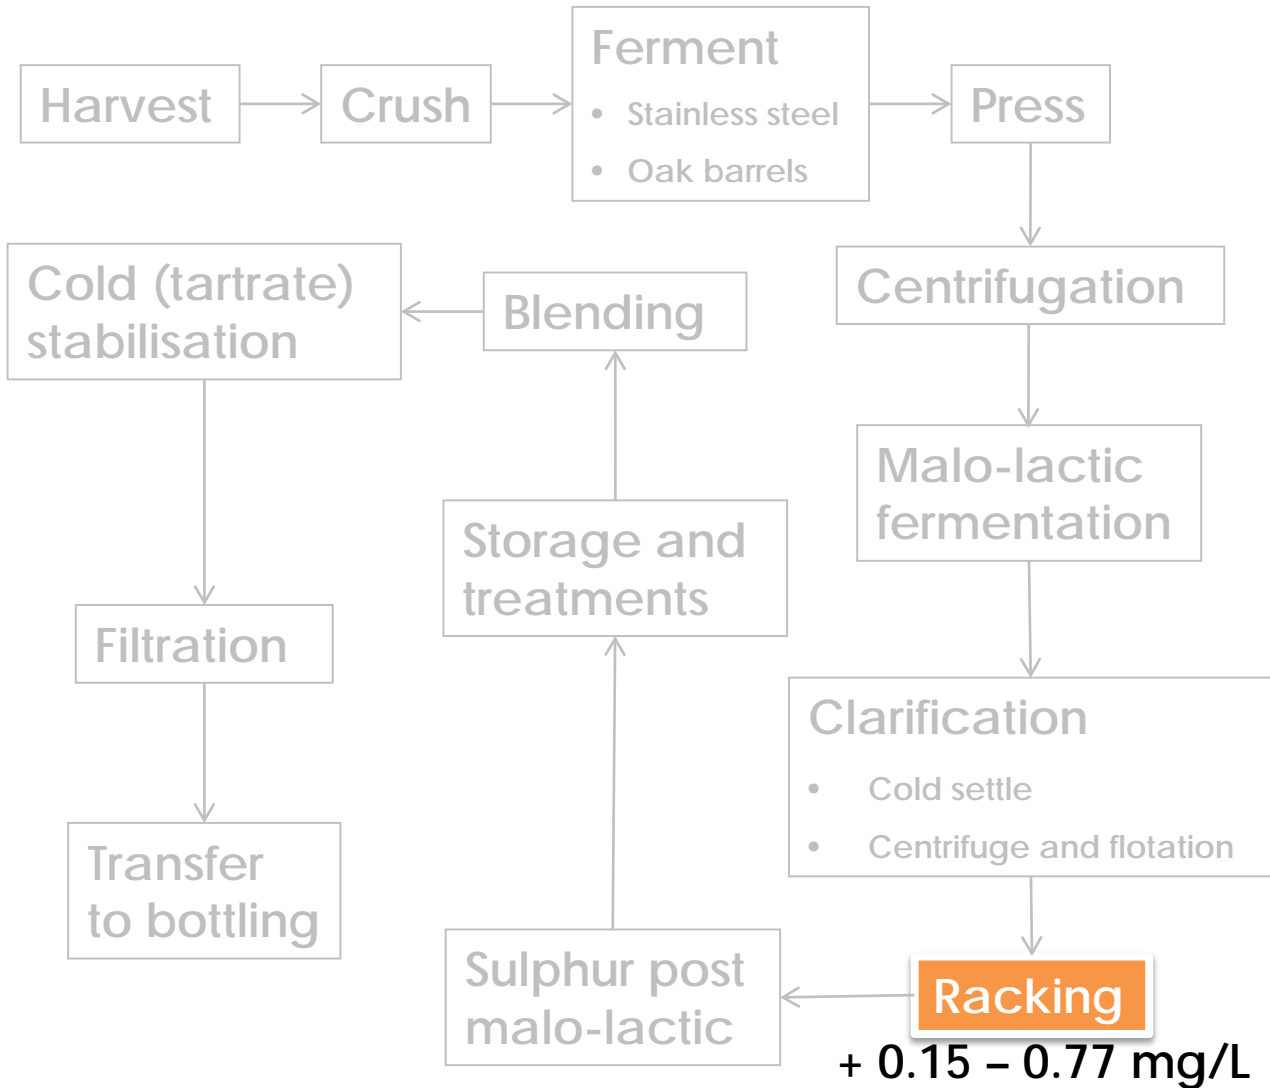 Harvest
Crush
Ferment
• Stainless steel
• Oak barrels
Press
Centrifugation
Malo-lactic
fermentation
Clarification
• Cold settle
• Centrifuge and flotation
Racking
+ 0.15 – 0.77 mg/L
Sulphur post
malo-lactic
Storage and
treatments
Blending
Cold (tartrate)
stabilisation
Filtration
Transfer
to bottling